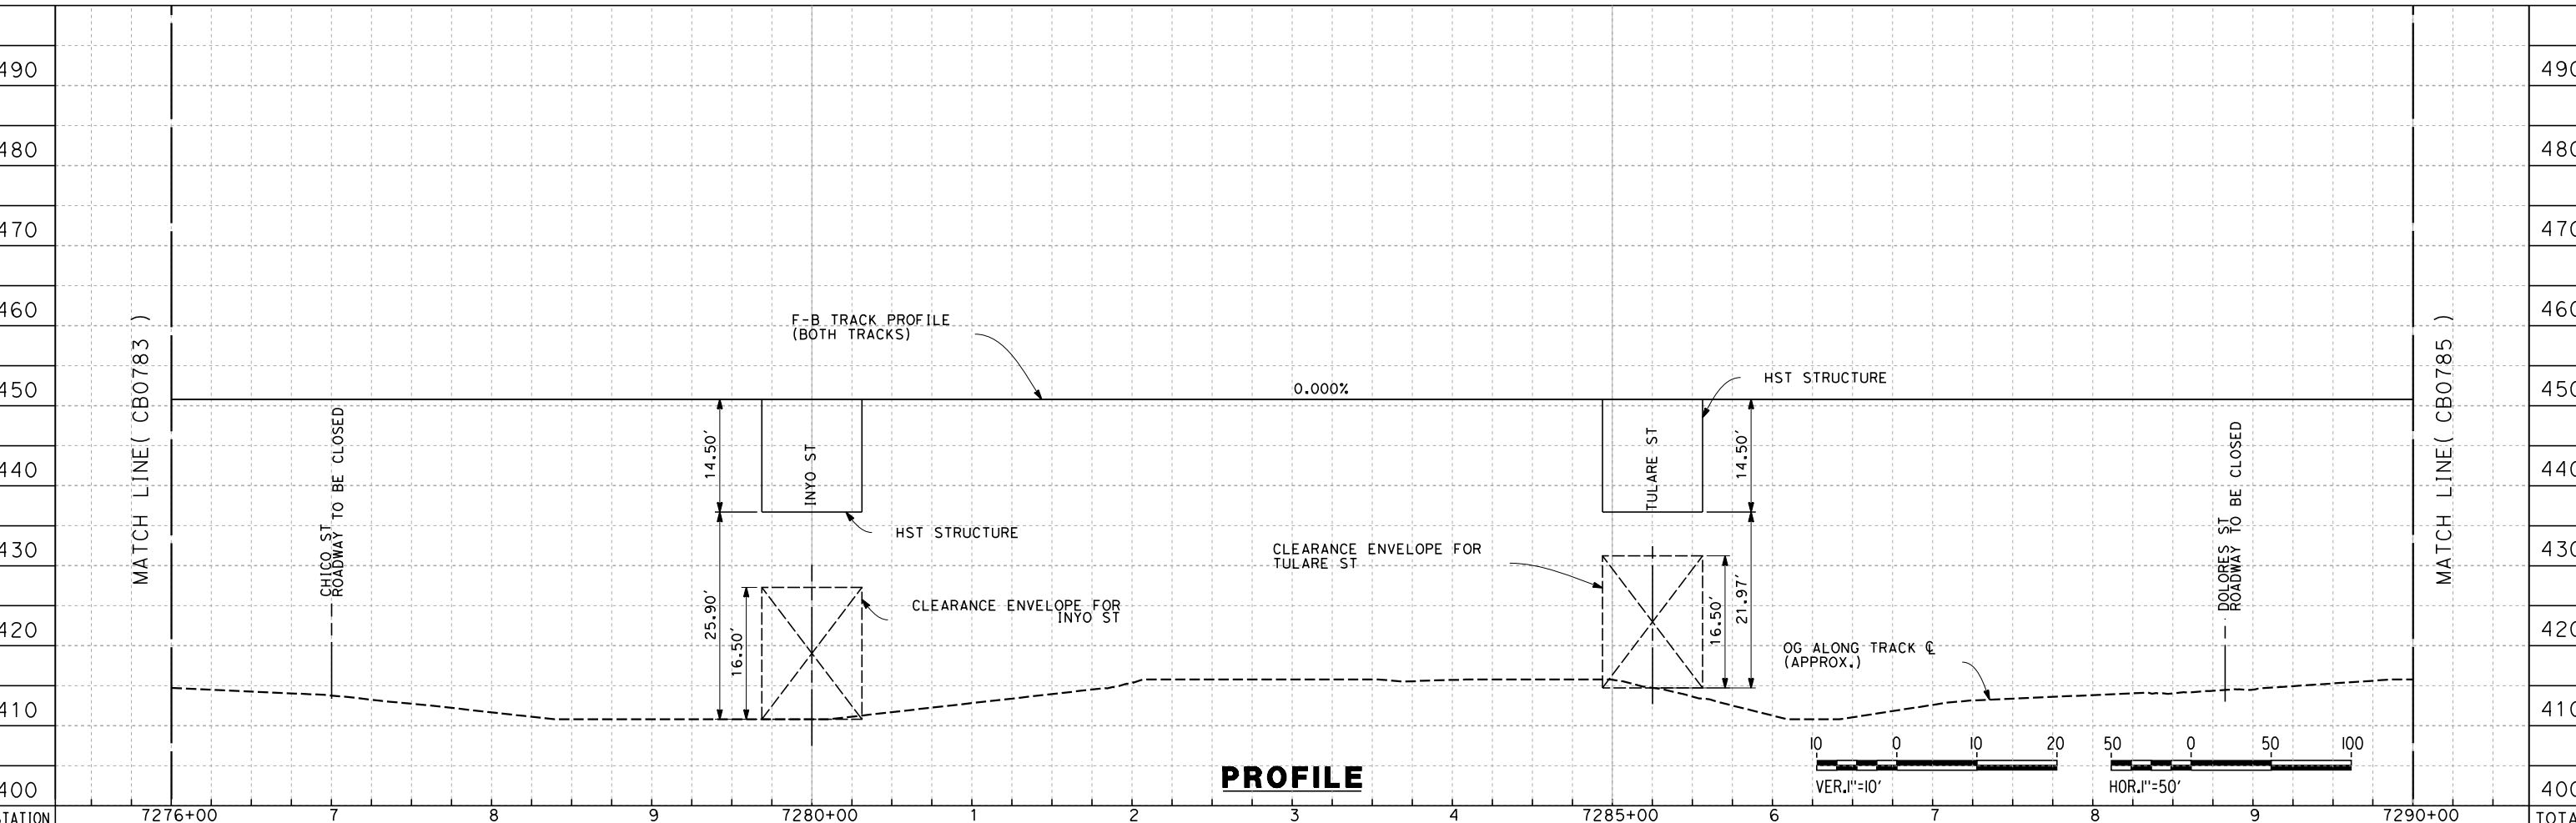 490
490
480
480
470
470
460
460
F-B TRACK PROFILE
(BOTH TRACKS)
450
0.000%
HST STRUCTURE
450
MATCH LINE( CB0783 )
MATCH LINE( CB0785 )
14.50'
INYO ST
TULARE ST
14.50'
440
440
CHICO ST
ROADWAY TO BE CLOSED
DOLORES ST
ROADWAY TO BE CLOSED
HST STRUCTURE
430
CLEARANCE ENVELOPE FOR
TULARE ST
430
25.90'
16.50'
CLEARANCE ENVELOPE FOR
INYO ST
16.50'
21.97'
420
420
OG ALONG TRACK ℄
(APPROX.)
410
410
PROFILE
10 0 10 20
VER.1"=10'
50 0 50 100
HOR.1"=50'
400
400
STATION 7276+00 7 8 9 7280+00 1 2 3 4 7285+00 6 7 8 9 7290+00